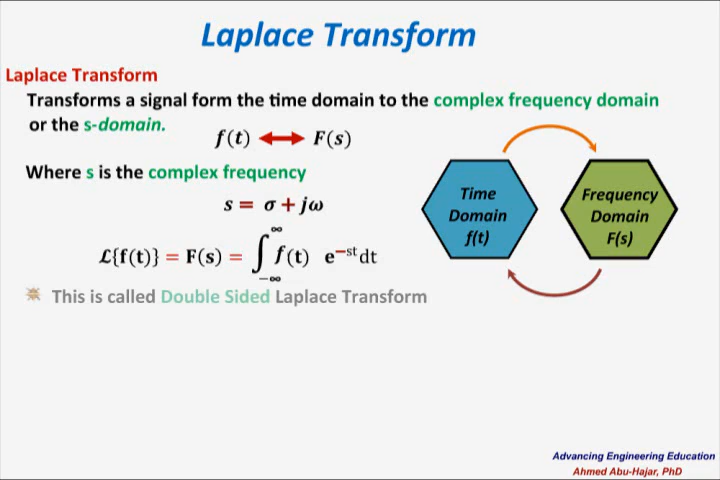 Laplace Transform
Laplace Transform
Transforms a signal form the time domain to the complex frequency domain
or the s-domain.
f(t) ⟷ F(s)
Where s is the complex frequency
s = σ + jω
ℒ{f(t)} = F(s) = ∫_{−∞}^{∞} f(t) e^{−st} dt
This is called Double Sided Laplace Transform
Time
Domain
f(t)
Frequency
Domain
F(s)
Advancing Engineering Education
Ahmed Abu-Hajar, PhD